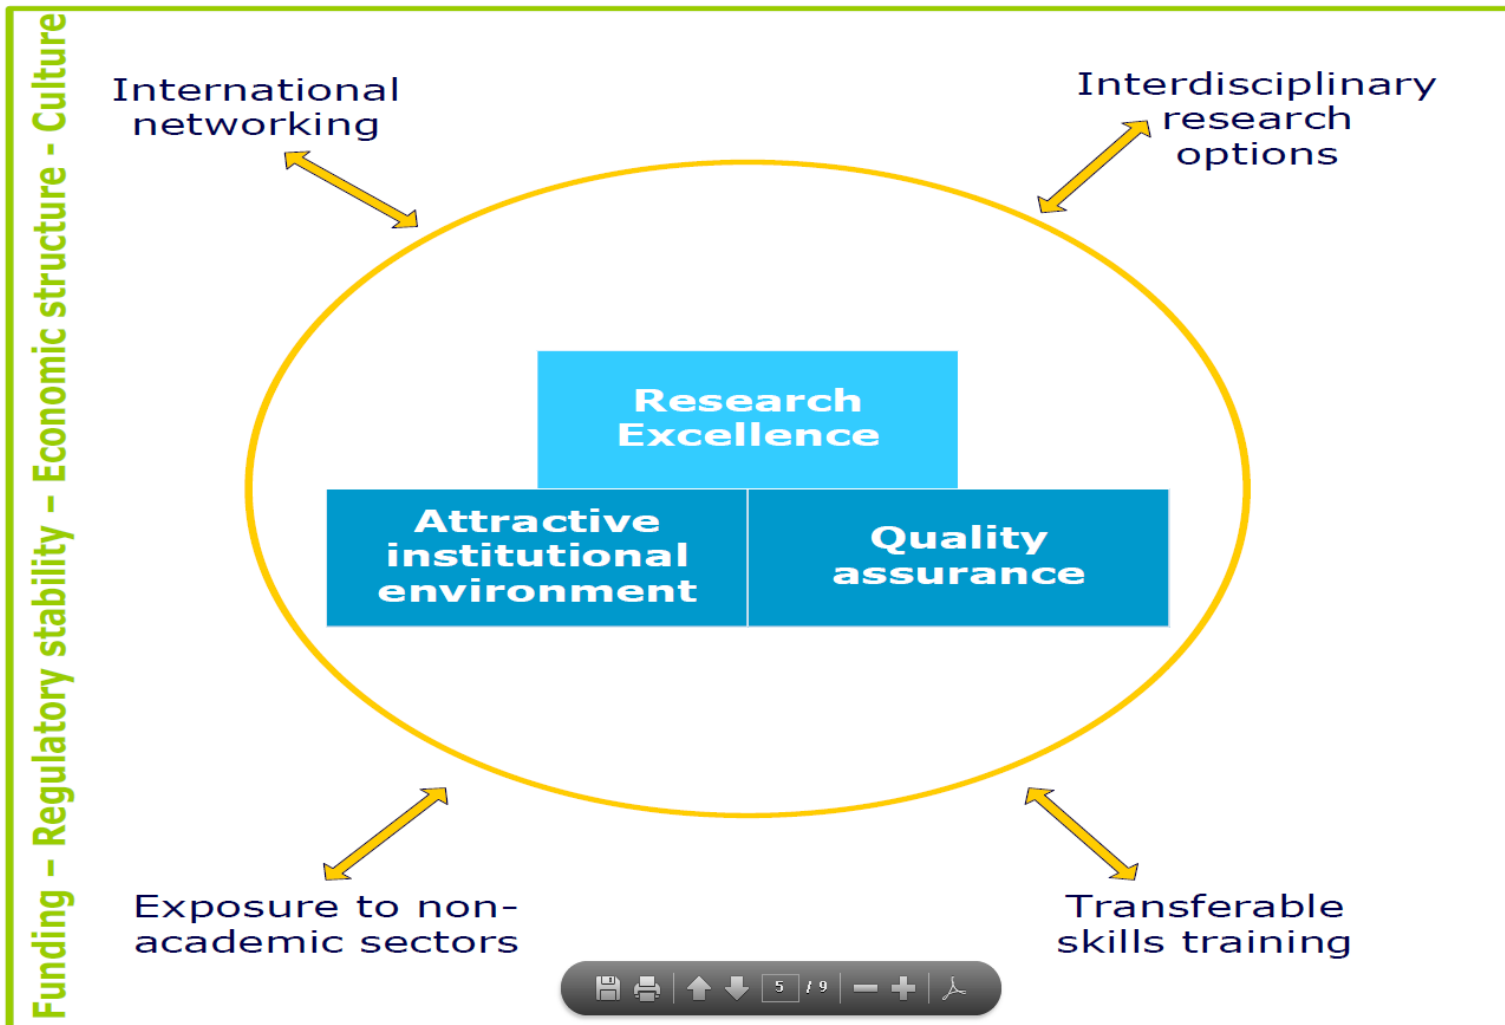 Funding – Regulatory stability – Economic structure - Culture
International
networking
Interdisciplinary
research
options
Research
Excellence
Attractive
institutional
environment
Quality
assurance
Exposure to non-
academic sectors
Transferable
skills training
5 / 9